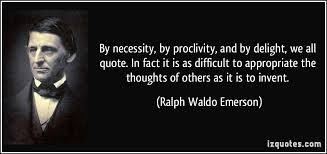 By necessity, by proclivity, and by delight, we all
quote. In fact it is as difficult to appropriate the
thoughts of others as it is to invent.
(Ralph Waldo Emerson)
izquotes.com